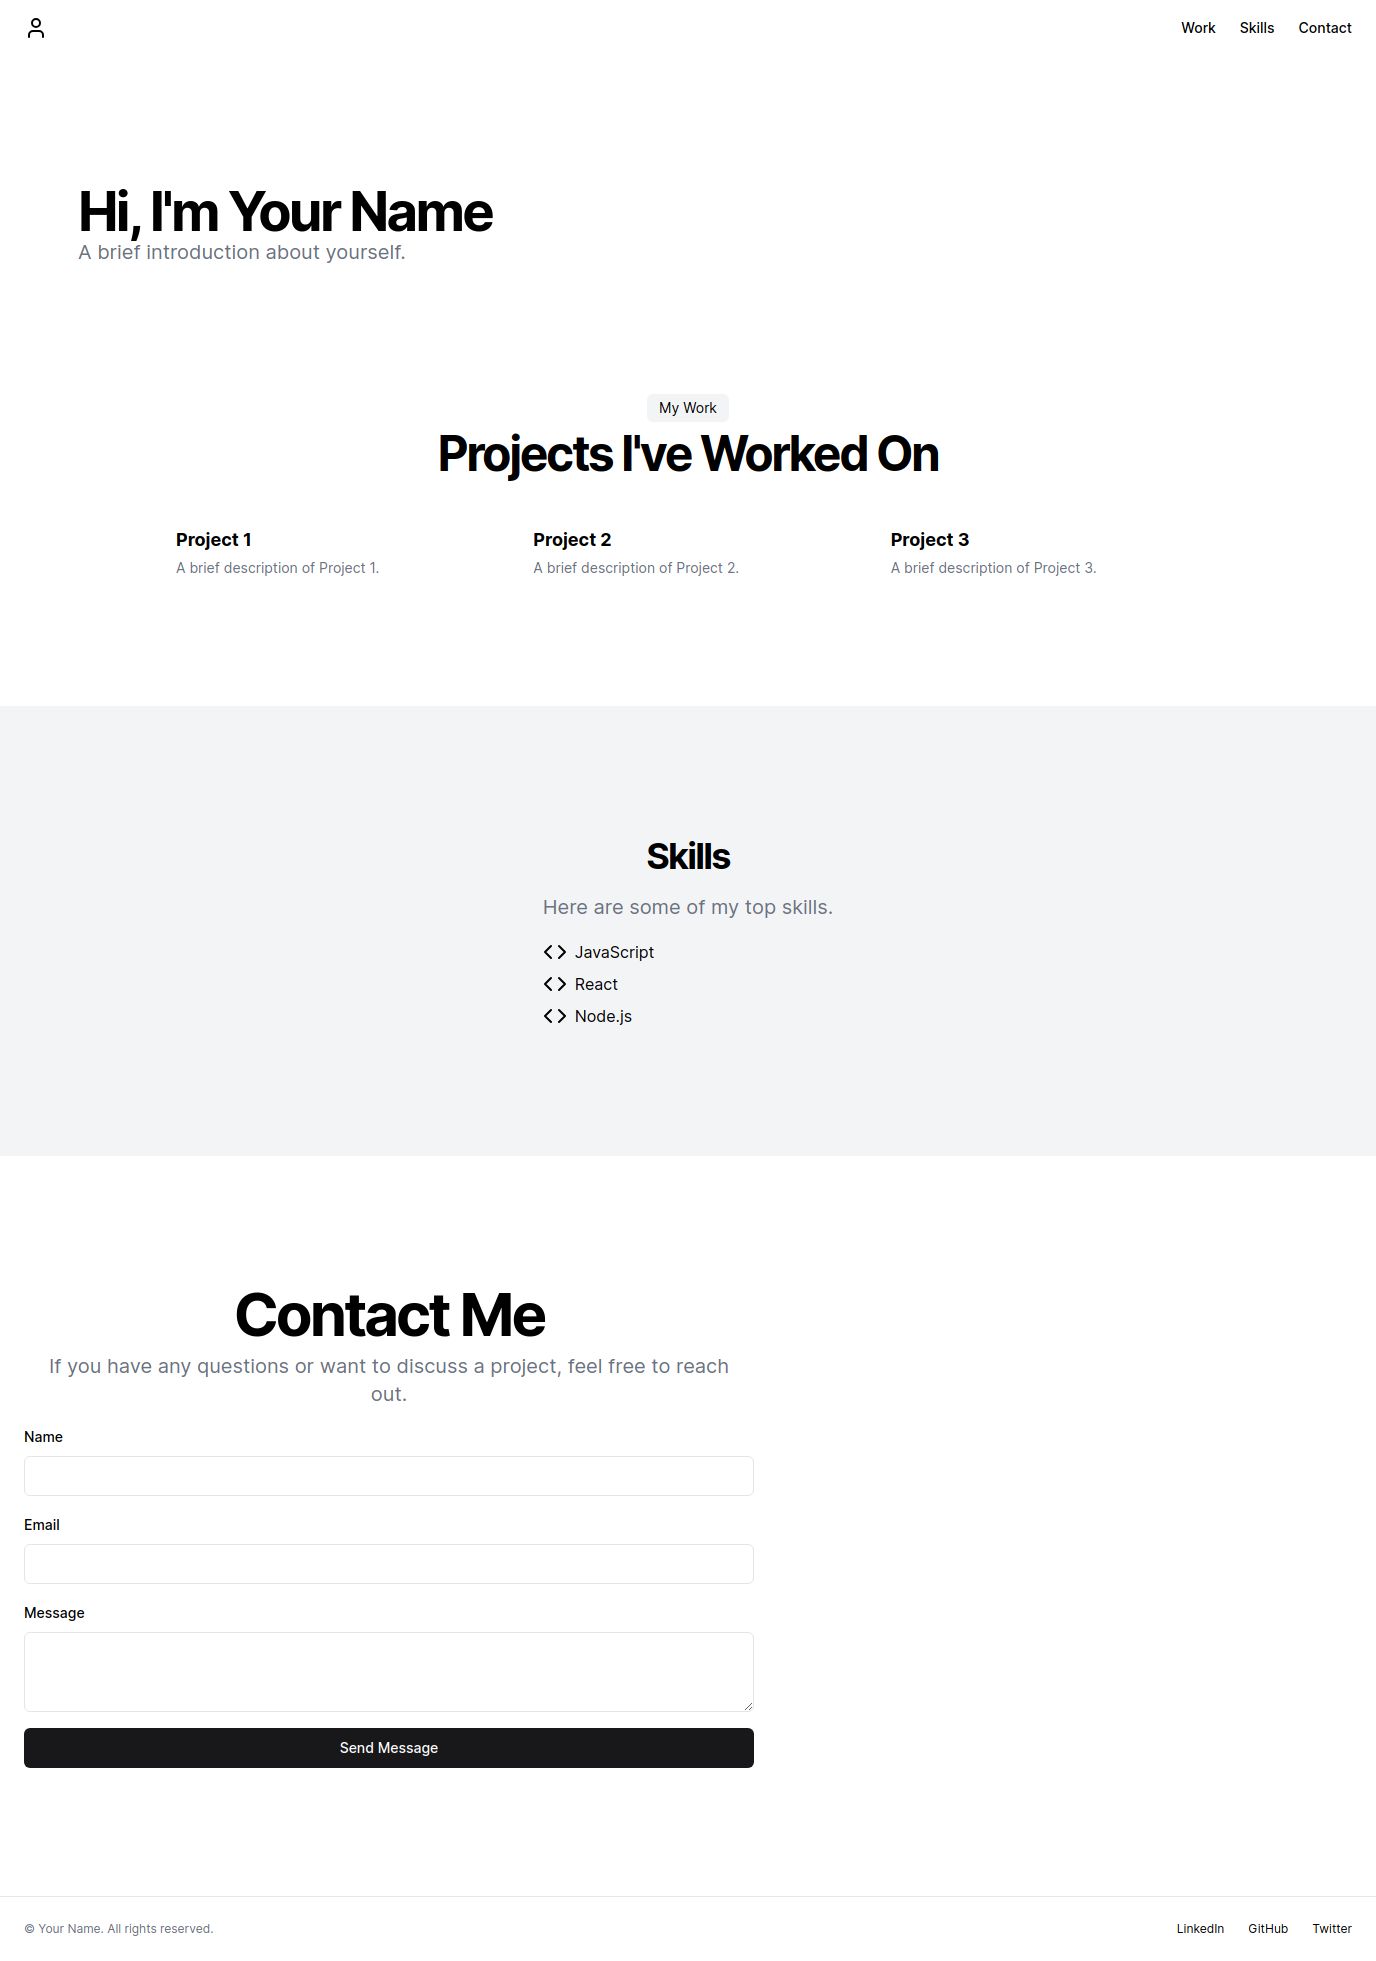 Work Skills Contact
Hi, I'm Your Name
A brief introduction about yourself.
My Work
Projects I've Worked On
Project 1
A brief description of Project 1.
Project 2
A brief description of Project 2.
Project 3
A brief description of Project 3.
Skills
Here are some of my top skills.
JavaScript
React
Node.js
Contact Me
If you have any questions or want to discuss a project, feel free to reach
out.
Name
Email
Message
Send Message
© Your Name. All rights reserved.
LinkedIn GitHub Twitter